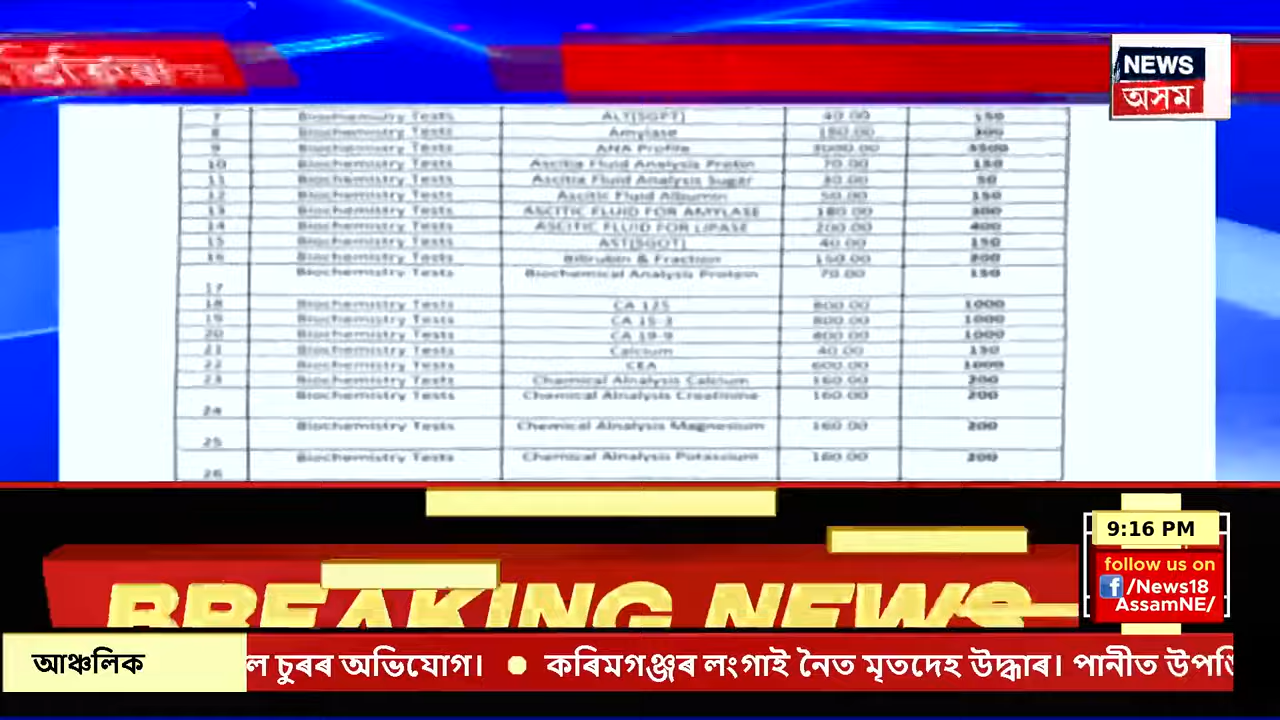 NEWS
অসম
7 Biochemistry Tests ALT(SGPT) 40.00 150
8 Biochemistry Tests Amylase 180.00 300
9 Biochemistry Tests ANA Profile 3000.00 4500
10 Biochemistry Tests Ascitia Fluid Analysis Protin 70.00 150
11 Biochemistry Tests Ascitia Fluid Analysis Sugar 30.00 50
12 Biochemistry Tests Ascitic Fluid Albumin 50.00 150
13 Biochemistry Tests ASCITIC FLUID FOR AMYLASE 180.00 300
14 Biochemistry Tests ASCITIC FLUID FOR LIPASE 200.00 400
15 Biochemistry Tests AST(SGOT) 40.00 150
16 Biochemistry Tests Bilirubin & Fraction 150.00 200
17 Biochemistry Tests Biochemical Analysis Protein 70.00 150
18 Biochemistry Tests CA 125 800.00 1000
19 Biochemistry Tests CA 15-3 800.00 1000
20 Biochemistry Tests CA 19-9 800.00 1000
21 Biochemistry Tests Calcium 40.00 150
22 Biochemistry Tests CEA 600.00 1000
23 Biochemistry Tests Chemical Alnalysis Calcium 160.00 200
24 Biochemistry Tests Chemical Alnalysis Creatinine 160.00 200
25 Biochemistry Tests Chemical Alnalysis Magnesium 160.00 200
26 Biochemistry Tests Chemical Alnalysis Potassium 160.00 200
BREAKING NEWS
9:16 PM
follow us on
/News18
AssamNE/
আঞ্চলিক
ল চুৰৰ অভিযোগ। ● কৰিমগঞ্জৰ লংগাই নৈত মৃতদেহ উদ্ধাৰ। পানীত